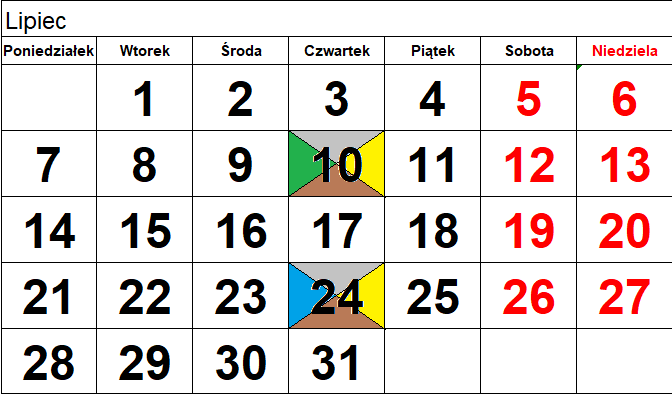 Lipiec
Poniedziałek Wtorek Środa Czwartek Piątek Sobota Niedziela
1 2 3 4 5 6
7 8 9 10 11 12 13
14 15 16 17 18 19 20
21 22 23 24 25 26 27
28 29 30 31